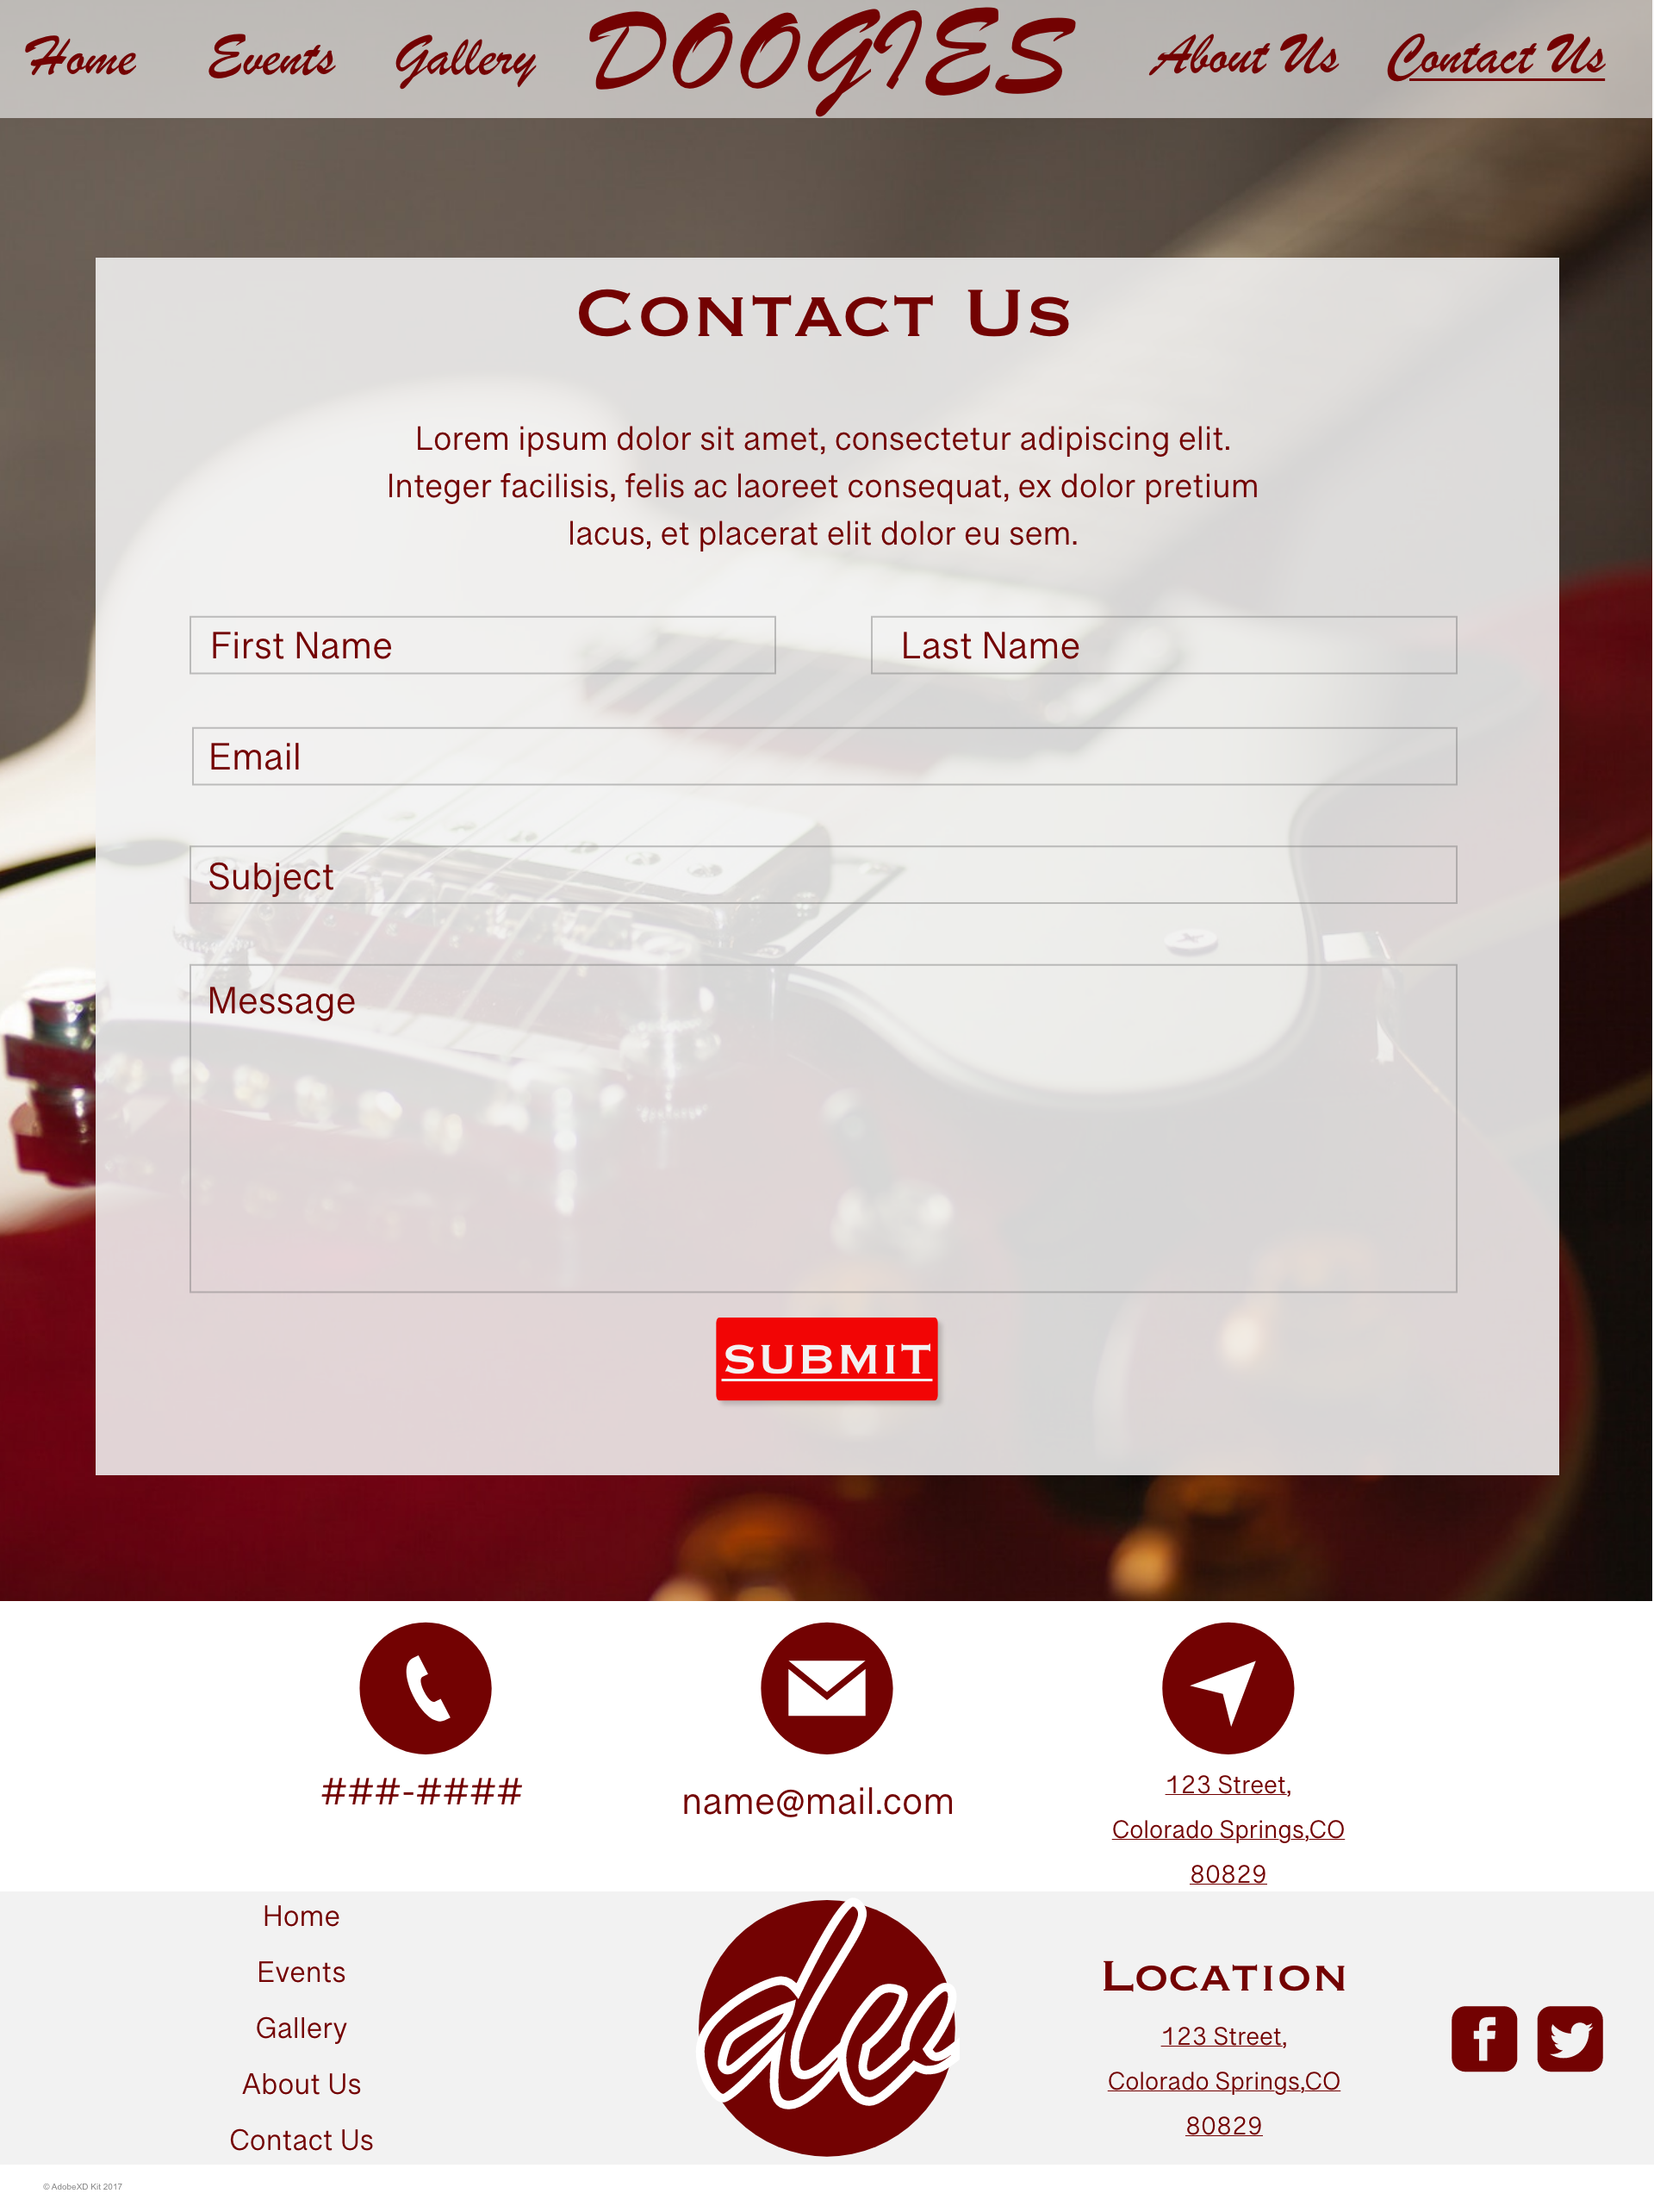 Home Events Gallery DOOGIES About Us Contact Us
Contact Us
Lorem ipsum dolor sit amet, consectetur adipiscing elit.
Integer facilisis, felis ac laoreet consequat, ex dolor pretium
lacus, et placerat elit dolor eu sem.
First Name Last Name
Email
Subject
Message
SUBMIT
###-####
name@mail.com
123 Street,
Colorado Springs,CO
80829
Home
Events
Gallery
About Us
Contact Us
Location
123 Street,
Colorado Springs,CO
80829
© AdobeXD Kit 2017